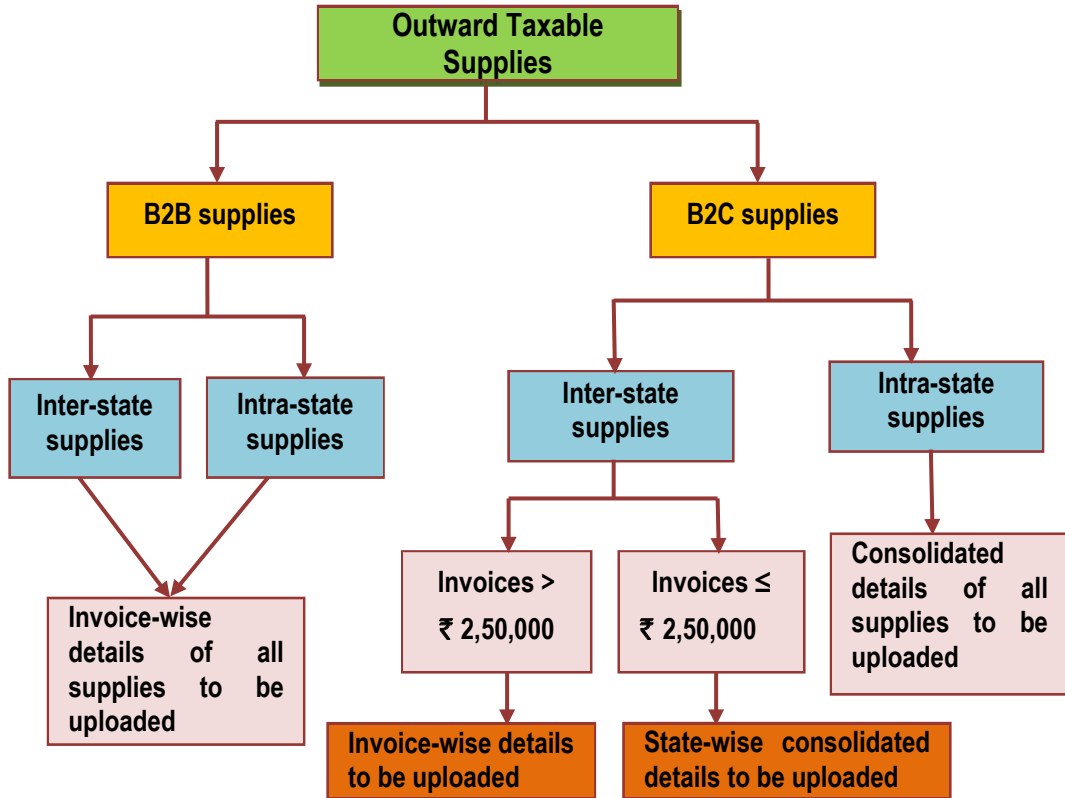 Outward Taxable
Supplies
B2B supplies
B2C supplies
Inter-state
supplies
Intra-state
supplies
Inter-state
supplies
Intra-state
supplies
Invoice-wise
details of all
supplies to be
uploaded
Invoices >
₹ 2,50,000
Invoices ≤
₹ 2,50,000
Consolidated
details of all
supplies to be
uploaded
Invoice-wise details
to be uploaded
State-wise consolidated
details to be uploaded